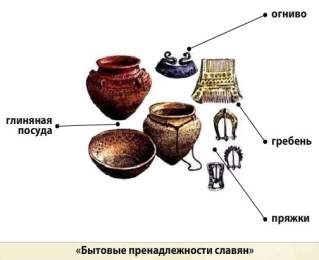 огниво
глиняная
посуда
гребень
пряжки
«Бытовые пренадлежности славян»